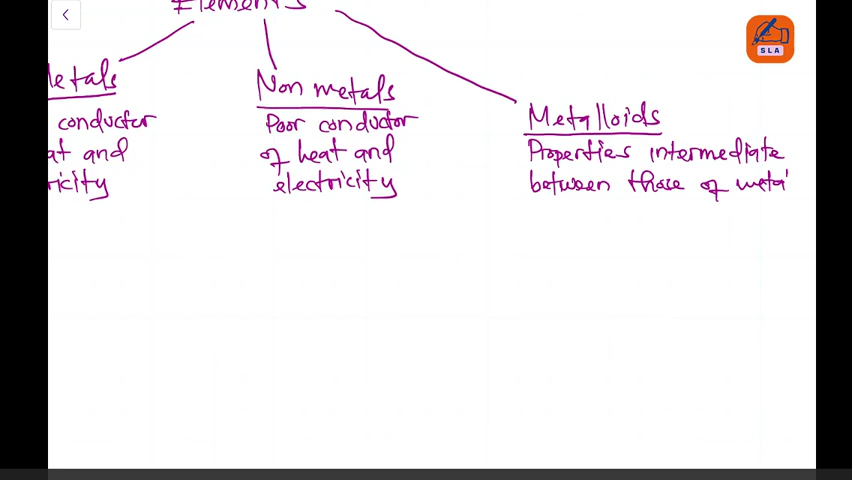 Elements
Metals
conductor
at and
ricity
Non metals
Poor conductor
of heat and
electricity
Metalloids
Properties intermediate
between those of meta
SLA